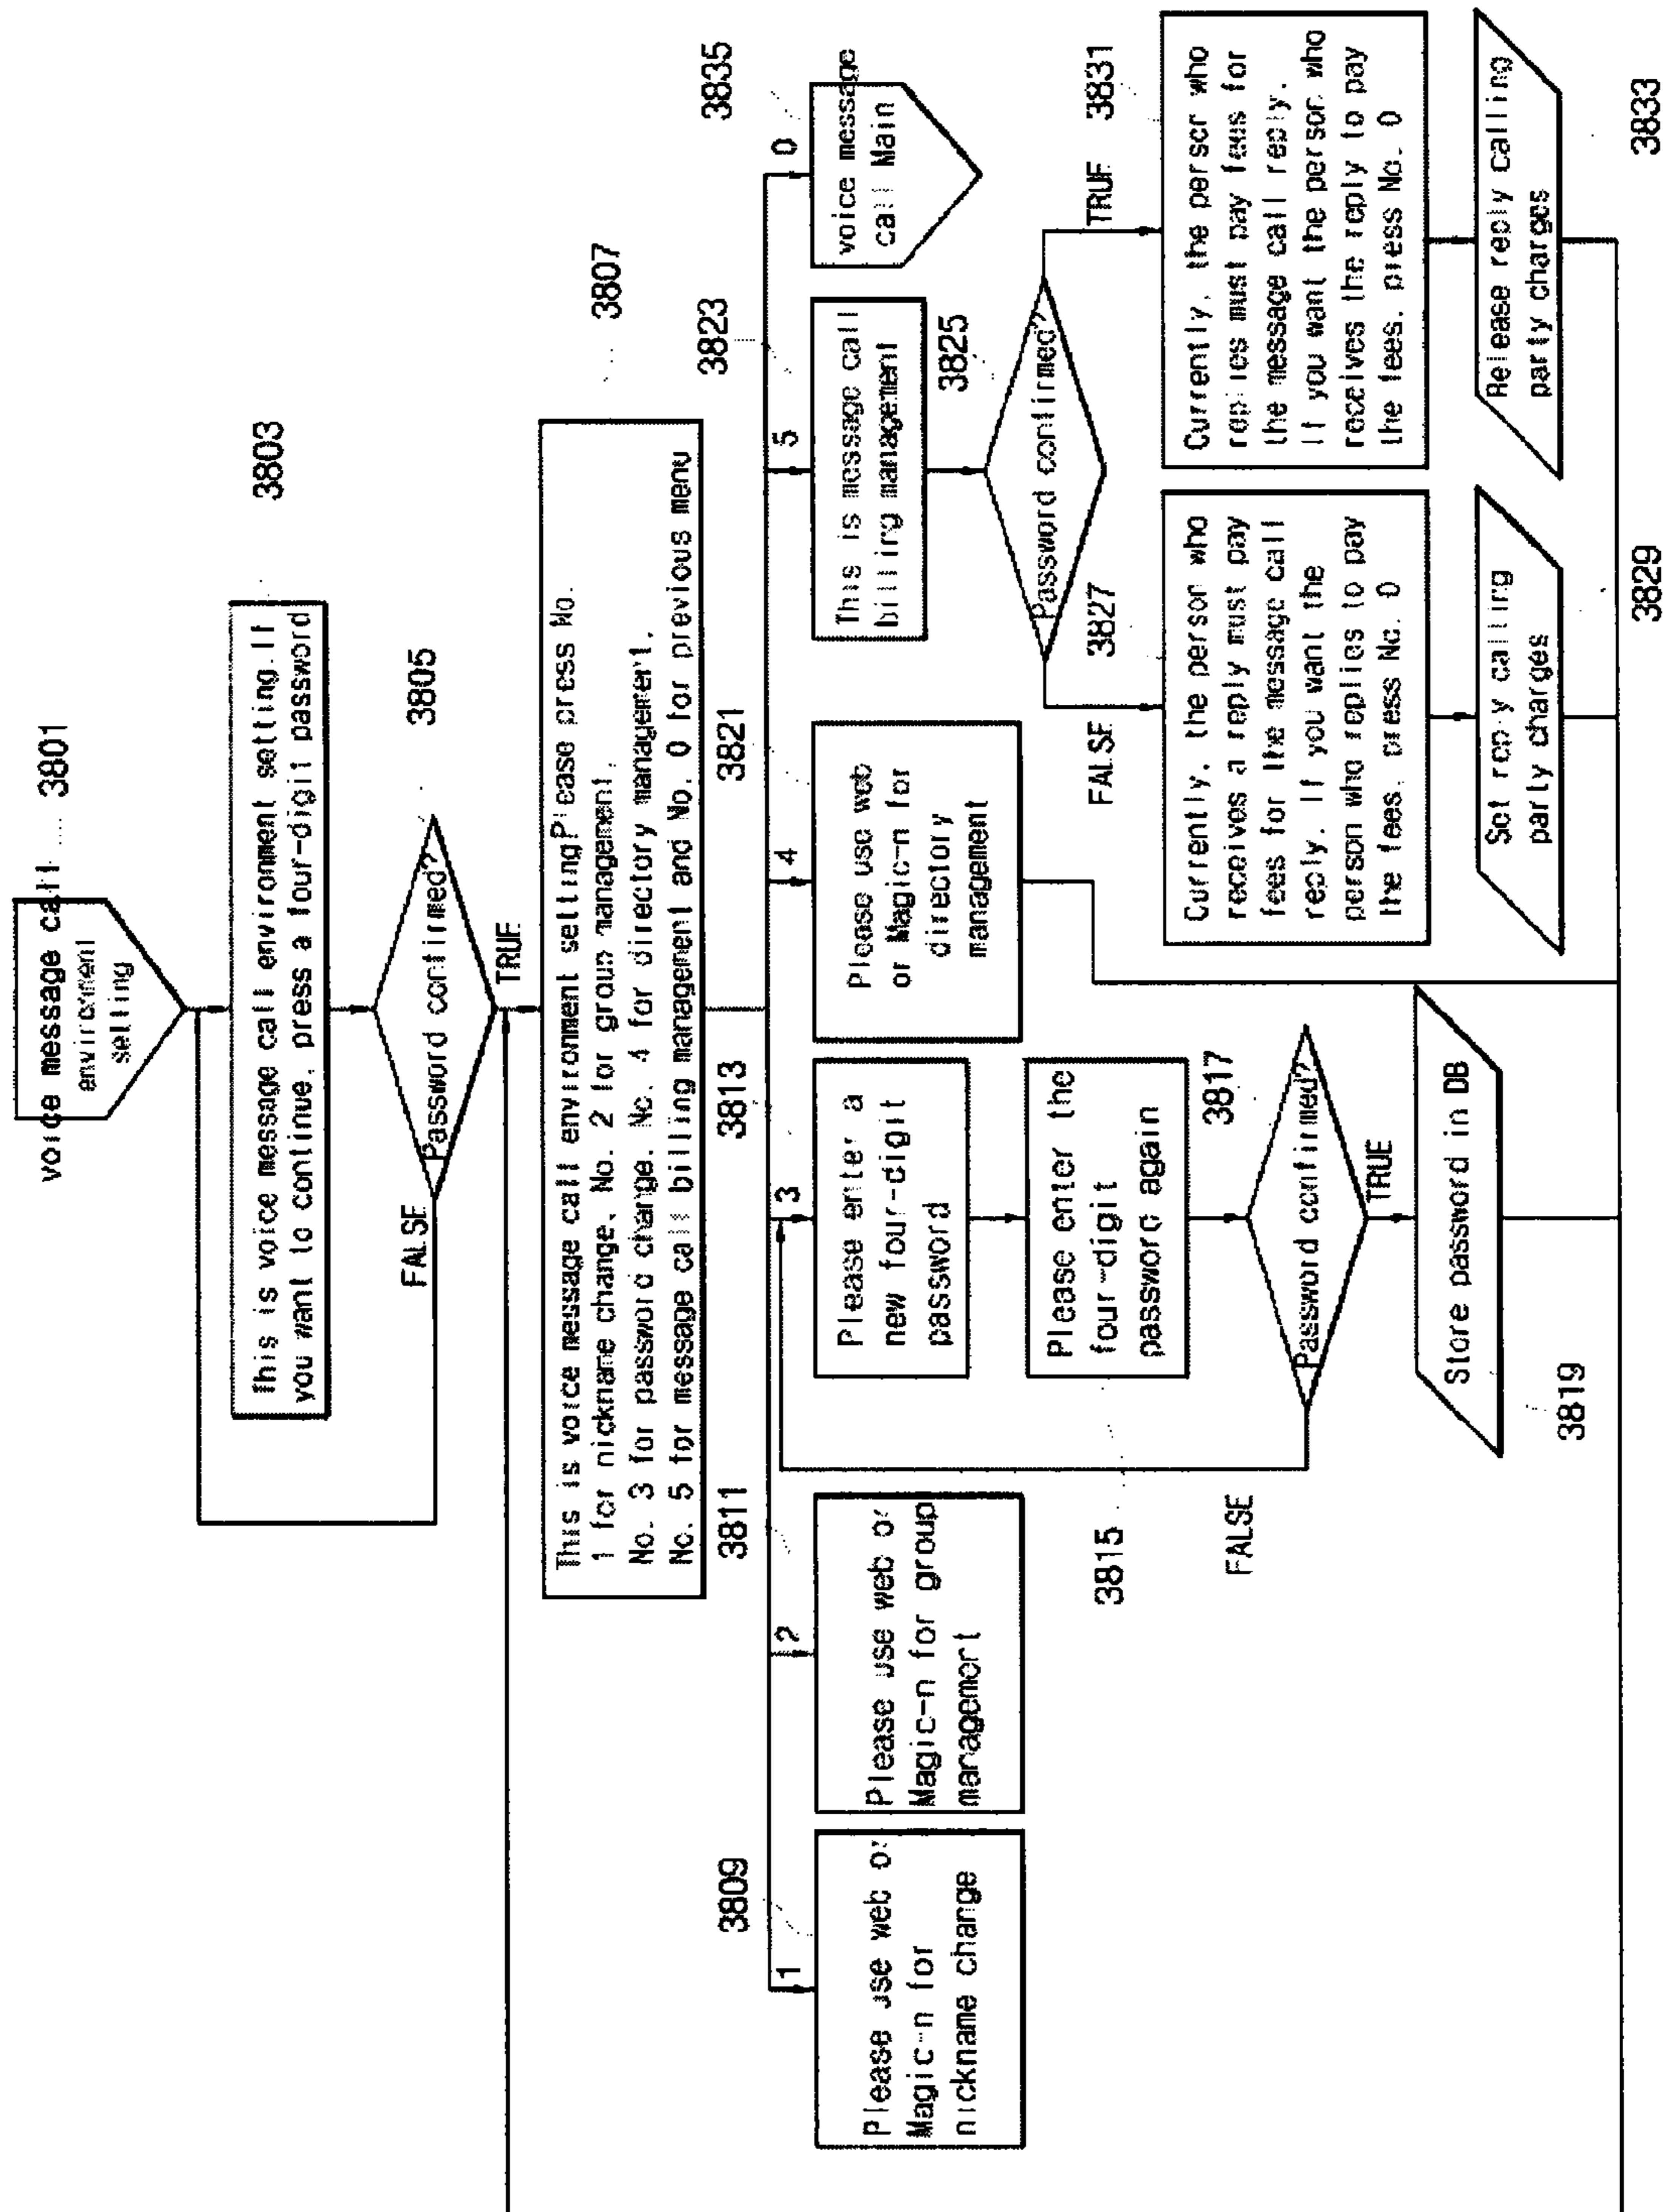 voice message call
environment
setting
3801
This is voice message call environment setting.If
you want to continue, press a four-digit password
3803
Password confirmed?
3805
FALSE
TRUE
This is voice message call environment setting.Please press No.
1 for nickname change, No. 2 for group management,
No. 3 for password change, No. 4 for directory management,
No. 5 for message call billing management and No. 0 for previous menu
3807
3809
1
Please use web or
Magic-n for
nickname change
3811
2
Please use web or
Magic-n for group
management
3813
3
Please enter a
new four-digit
password
Please enter the
four-digit
password again
3815
Password confirmed?
3817
FALSE
TRUE
Store password in DB
3819
3821
4
Please use web
or Magic-n for
directory
management
3823
5
This is message call
billing management
3825
Password confirmed?
FALSE
TRUE
3827
Currently, the person who
receives a reply must pay
fees for the message call
reply. If you want the
person who replies to pay
the fees, press No. 0
Set reply calling
party charges
3829
3831
Currently, the person who
replies must pay fees for
the message call reply.
If you want the person who
receives the reply to pay
the fees, press No. 0
Release reply calling
party charges
3833
3835
0
voice message
call Main